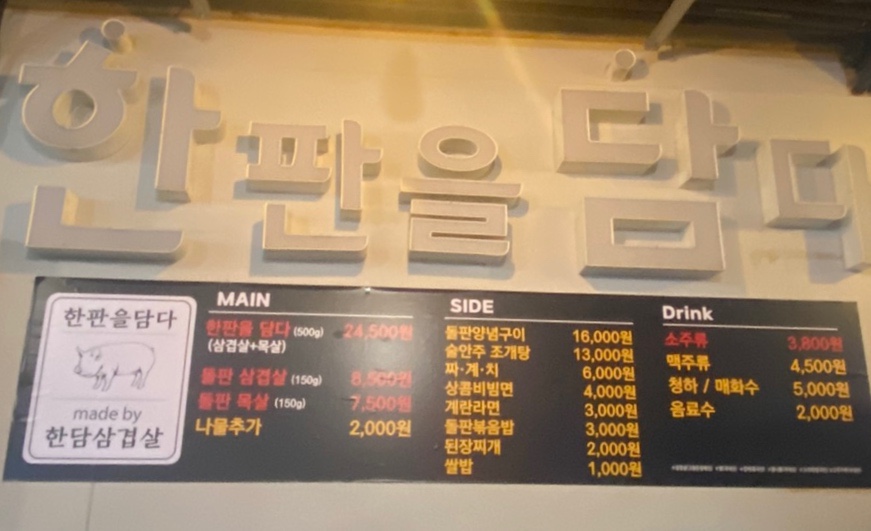 한판을담다
한판을담다
made by
한담삼겹살
MAIN
한판을 담다 (500g) 24,500원
(삼겹살+목살)
돌판 삼겹살 (150g) 8,500원
돌판 목살 (150g) 7,500원
나물추가 2,000원
SIDE
돌판양념구이 16,000원
술안주 조개탕 13,000원
짜·계·치 6,000원
상콤비빔면 4,000원
계란라면 3,000원
돌판볶음밥 3,000원
된장찌개 2,000원
쌀밥 1,000원
Drink
소주류 3,800원
맥주류 4,500원
청하 / 매화수 5,000원
음료수 2,000원